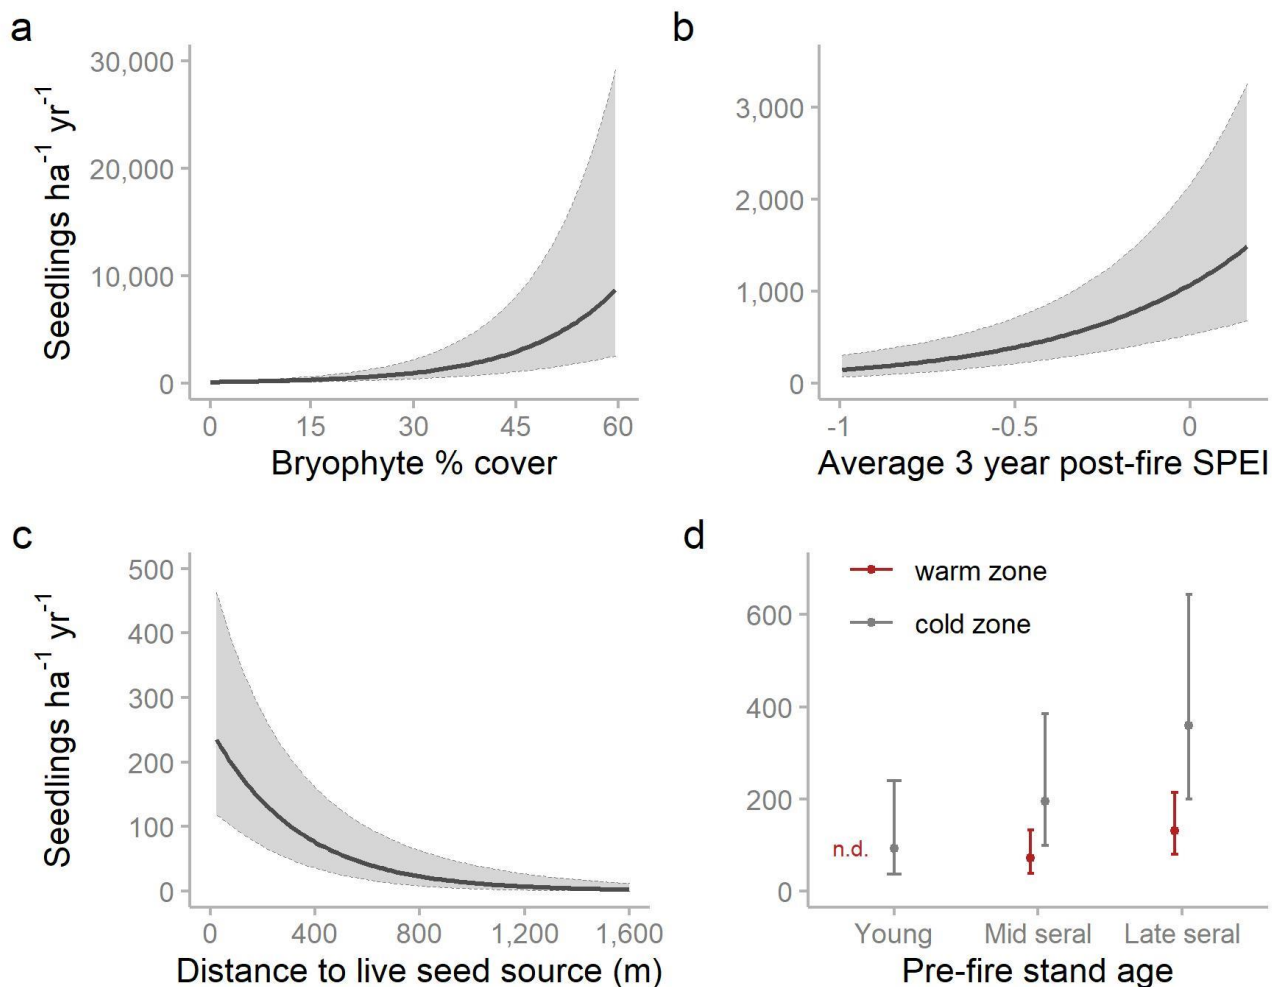 a
30,000
20,000
10,000
0
Seedlings ha⁻¹ yr⁻¹
0 15 30 45 60
Bryophyte % cover
b
3,000
2,000
1,000
0
-1 -0.5 0
Average 3 year post-fire SPEI
c
500
400
300
200
100
0
Seedlings ha⁻¹ yr⁻¹
0 400 800 1,200 1,600
Distance to live seed source (m)
d
warm zone
cold zone
600
400
200
0
n.d.
Young Mid seral Late seral
Pre-fire stand age